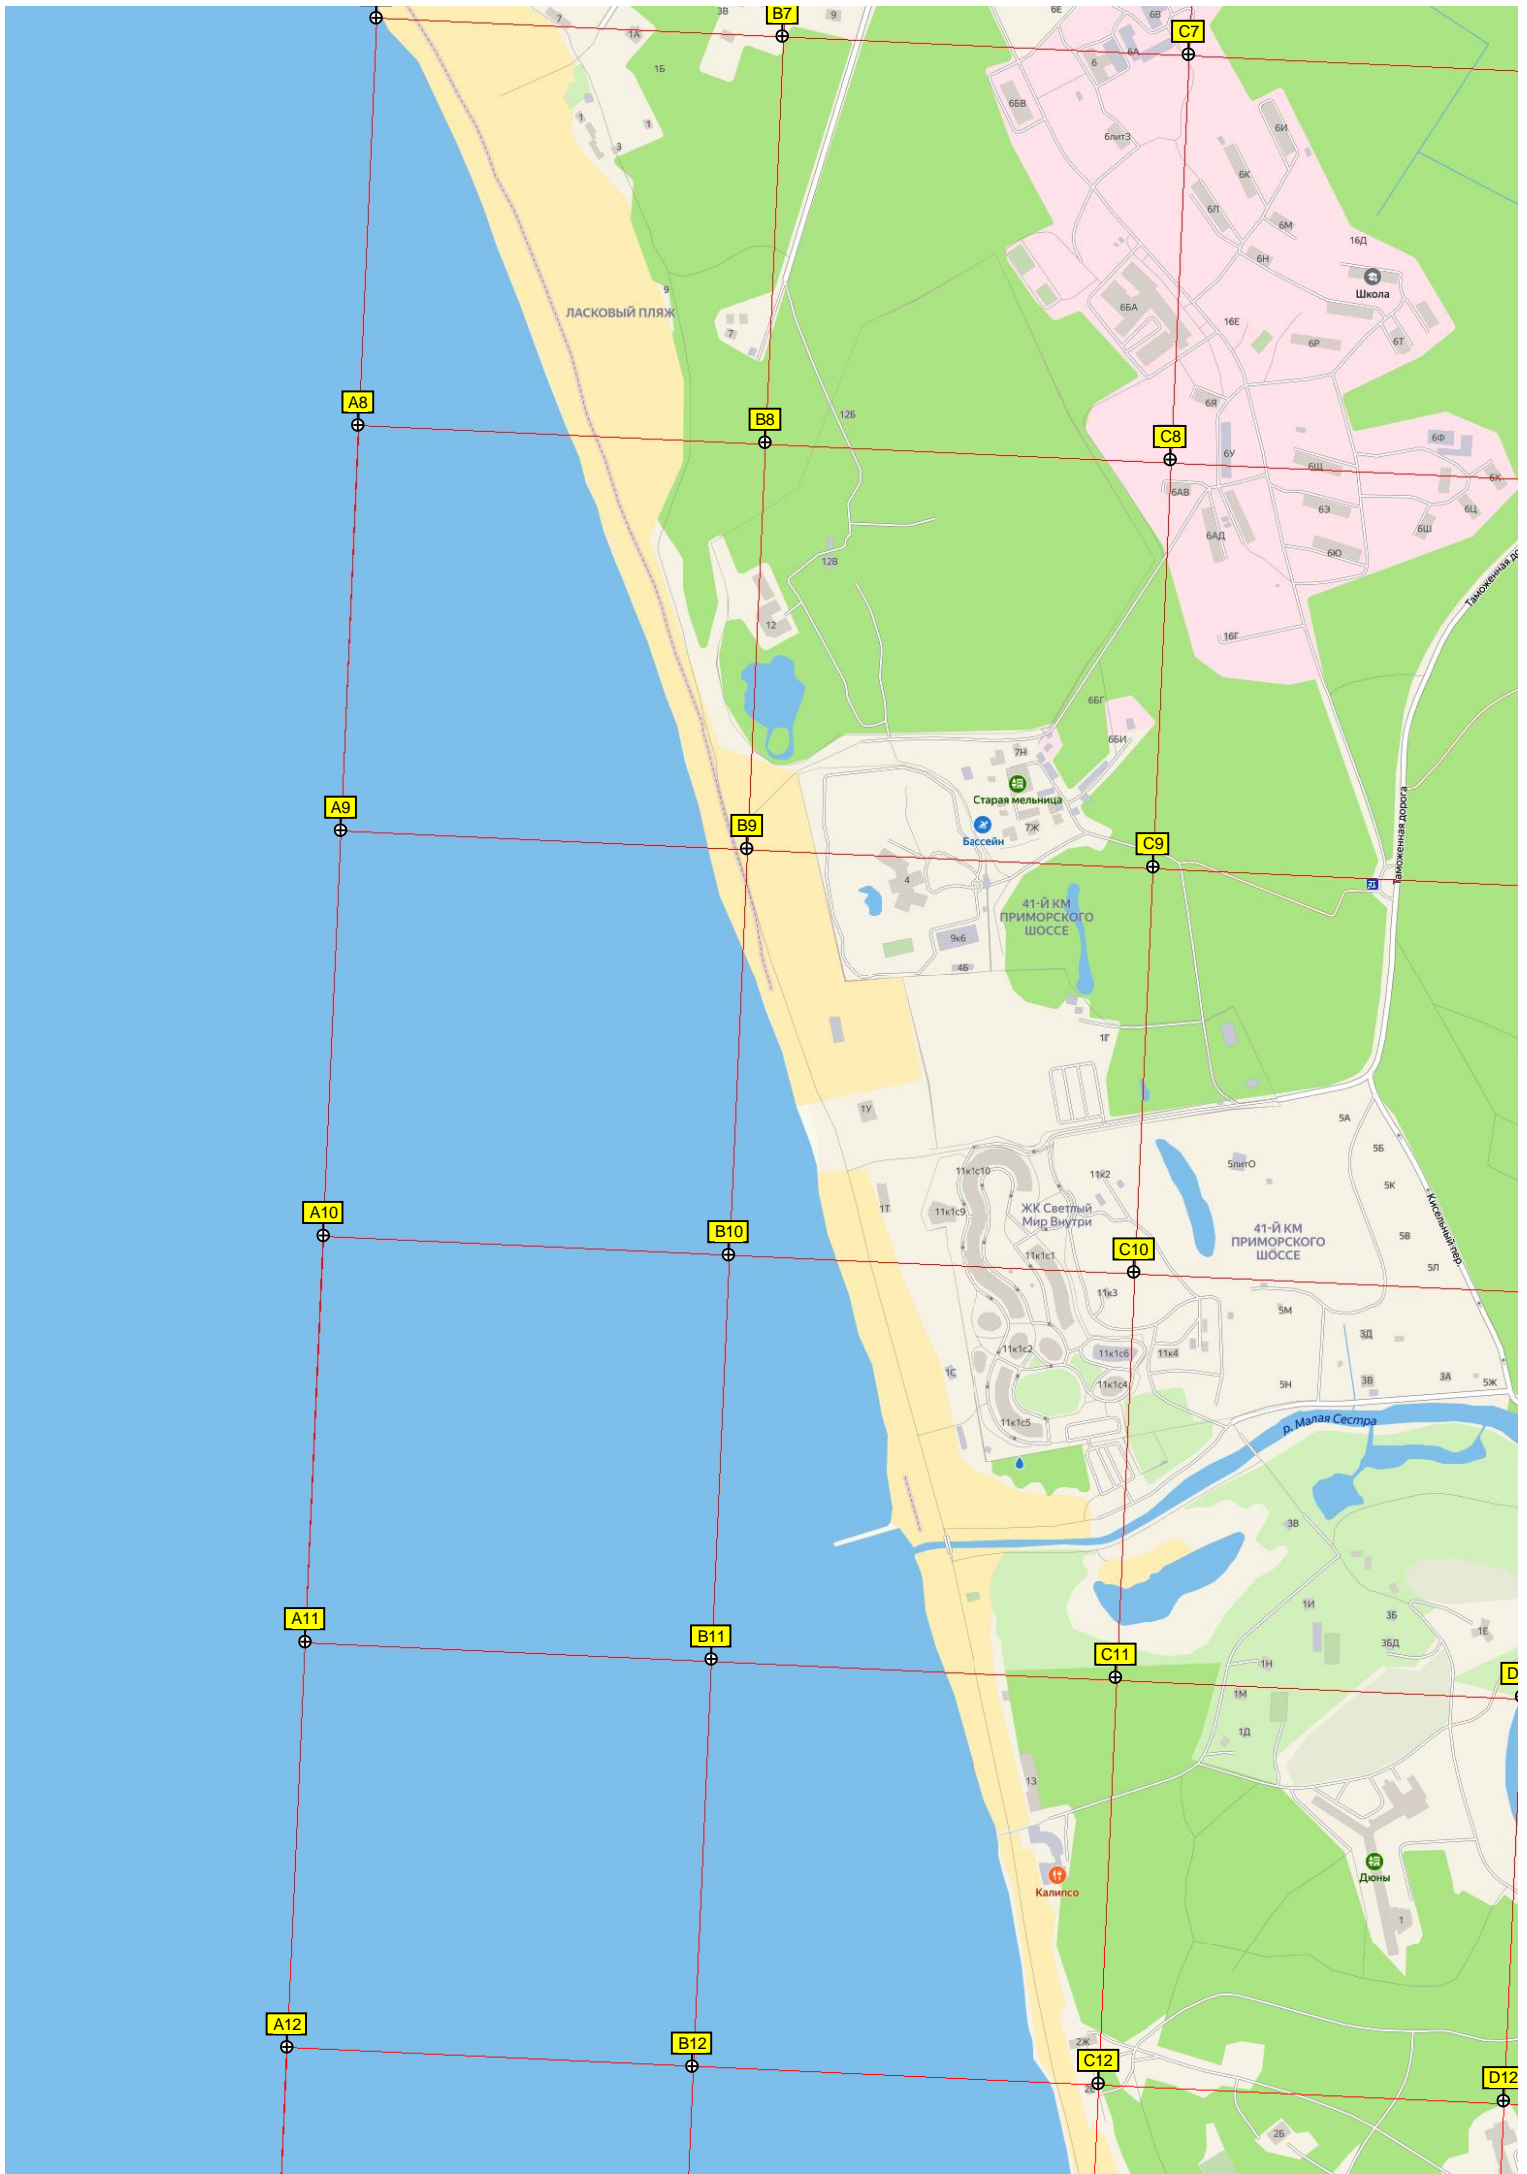 B7
C7
7
1А
3В
9
6Е
6В
6А
6
1Б
6БВ
6И
1
1
3
6литЗ
6К
6Л
6М
16Д
6Н
Школа
9
ЛАСКОВЫЙ ПЛЯЖ
7
6БА
16Е
6Р
6Т
A8
B8
12Б
6Я
C8
6У
6Ф
6Щ
6Х
6АВ
6Э
6Ц
6Ш
6АД
6Ю
12В
12
16Г
Таможенная до
6БГ
6БИ
7Н
Старая мельница
7Ж
Бассейн
A9
B9
C9
Таможенная дорога
4
41-Й КМ
ПРИМОРСКОГО
ШОССЕ
9к6
4Б
1Г
1У
5А
5Б
5К
5литО
11к1с10
11к2
1Т
11к1с9
ЖК Светлый
Мир Внутри
41-Й КМ
ПРИМОРСКОГО
ШОССЕ
5В
Кисельный пер.
A10
B10
C10
11к1с1
5Л
11к3
5М
3Д
11к1с2
11к1с6
11к4
1С
11к1с4
5Н
3В
3А
5Ж
11к1с5
р. Малая Сестра
3В
1И
3Б
3БД
1Е
A11
B11
C11
1Н
D
1М
1Д
13
Калипсо
Дюны
1
A12
B12
C12
D12
2Ж
2Б